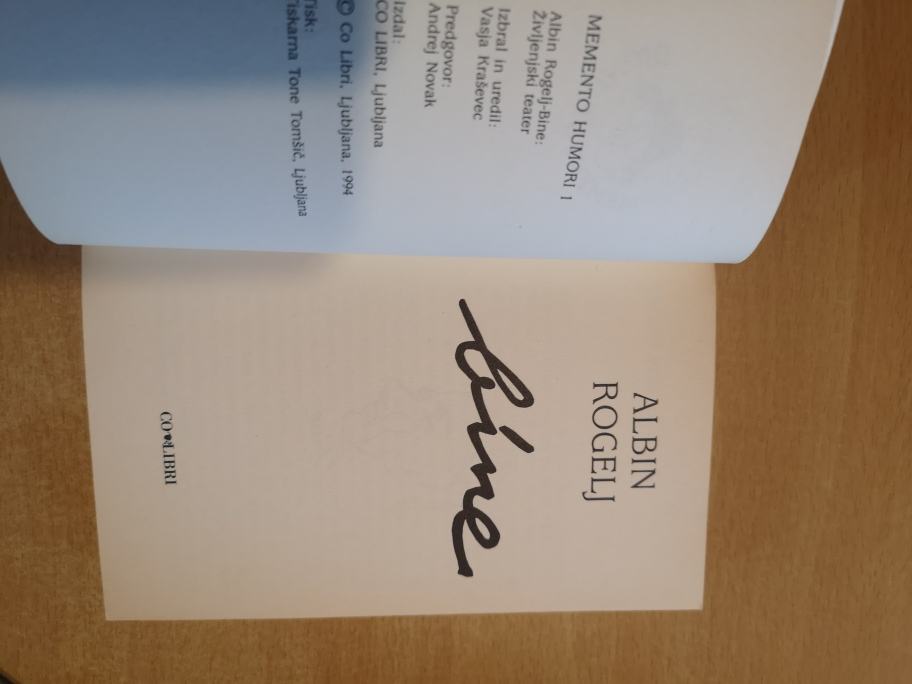 MEMENTO HUMORI 1
Albin Rogelj-Bine:
Življenjski teater
Izbral in uredil:
Vasja Kraševec
Predgovor:
Andrej Novak
Izdal:
CO LIBRI, Ljubljana
© Co Libri, Ljubljana, 1994
Tisk:
Tiskarna Tone Tomšič, Ljubljana
ALBIN
ROGELJ
bine
CO LIBRI